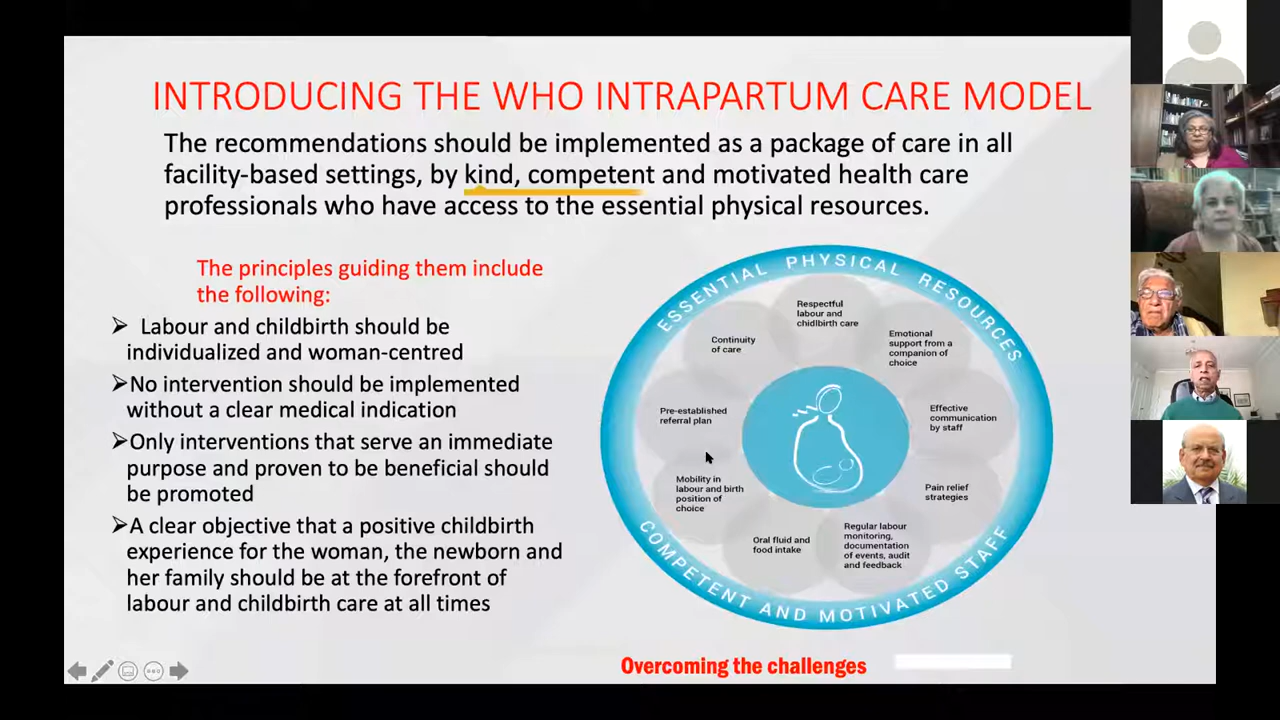 INTRODUCING THE WHO INTRAPARTUM CARE MODEL
The recommendations should be implemented as a package of care in all
facility-based settings, by kind, competent and motivated health care
professionals who have access to the essential physical resources.
The principles guiding them include
the following:
➢ Labour and childbirth should be
individualized and woman-centred
➢No intervention should be implemented
without a clear medical indication
➢Only interventions that serve an immediate
purpose and proven to be beneficial should
be promoted
➢A clear objective that a positive childbirth
experience for the woman, the newborn and
her family should be at the forefront of
labour and childbirth care at all times
ESSENTIAL PHYSICAL RESOURCES
Respectful
labour and
chidlbirth care
Emotional
support from a
companion of
choice
Effective
communication
by staff
Pain relief
strategies
Regular labour
monitoring,
documentation
of events, audit
and feedback
Oral fluid and
food intake
Mobility in
labour and birth
position of
choice
Pre-established
referral plan
Continuity
of care
COMPETENT AND MOTIVATED STAFF
Overcoming the challenges